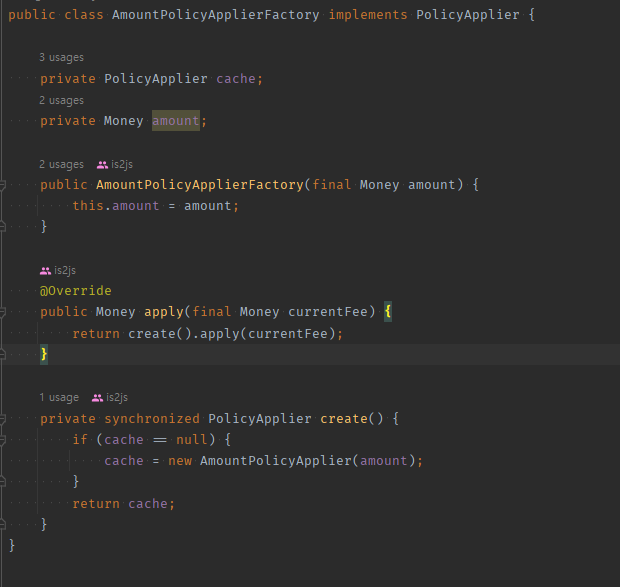 public class AmountPolicyApplierFactory implements PolicyApplier {
3 usages
private PolicyApplier cache;
2 usages
private Money amount;
2 usages is2js
public AmountPolicyApplierFactory(final Money amount) {
this.amount = amount;
}
is2js
@Override
public Money apply(final Money currentFee) {
return create().apply(currentFee);
}
1 usage is2js
private synchronized PolicyApplier create() {
if (cache == null) {
cache = new AmountPolicyApplier(amount);
}
return cache;
}
}